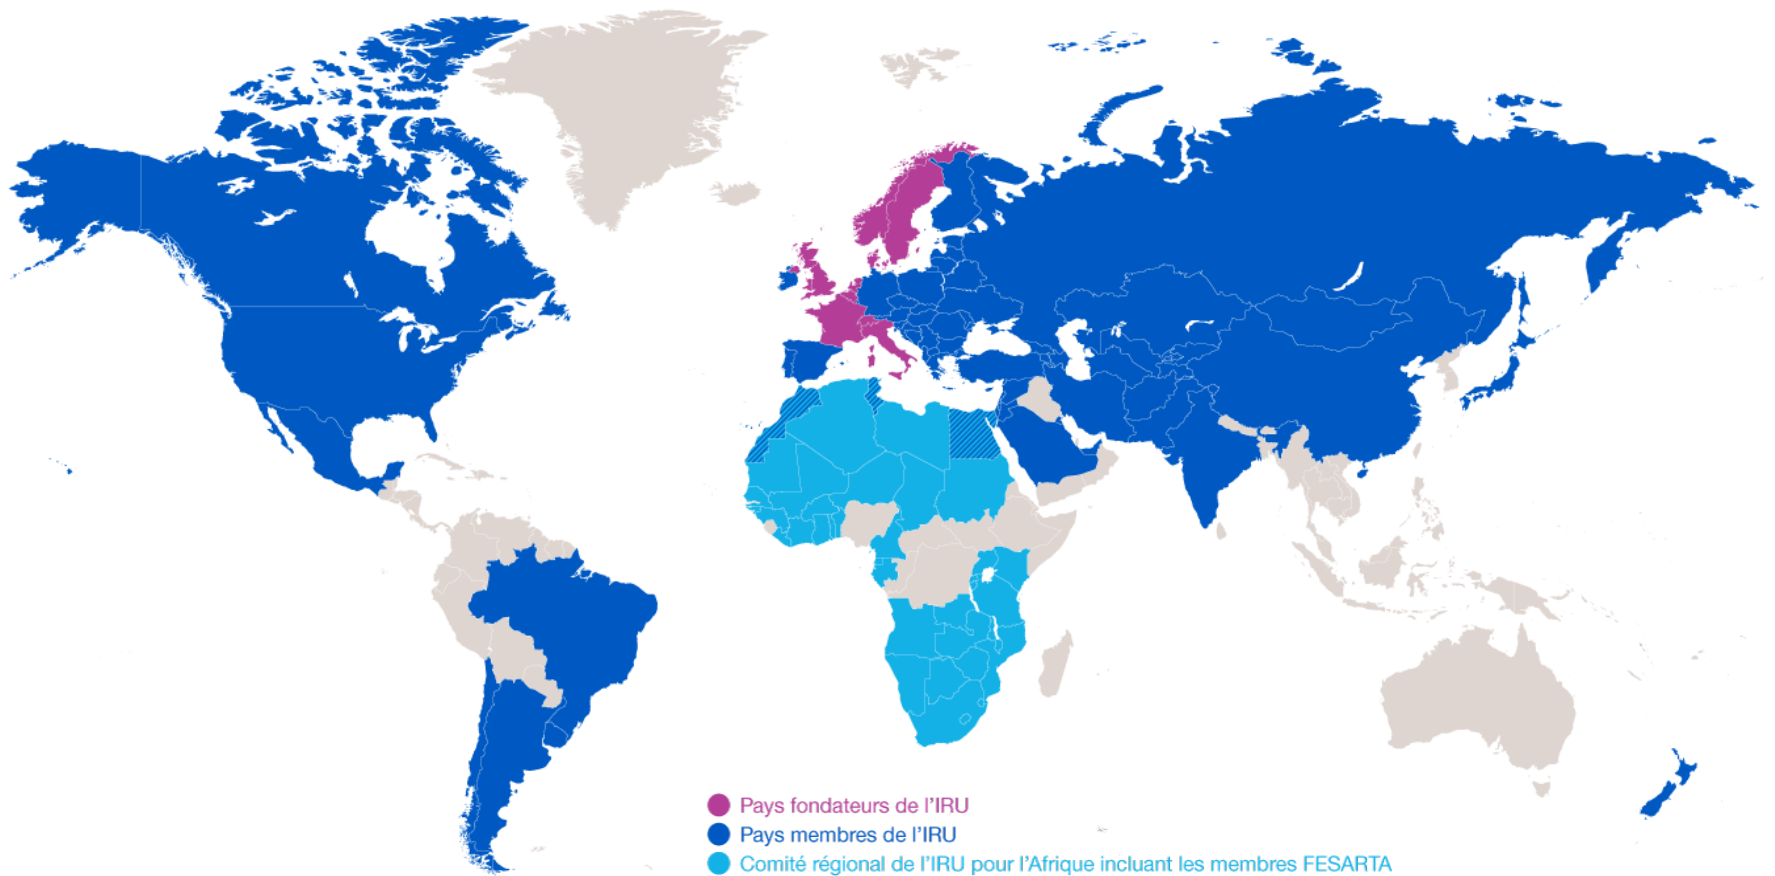 Pays fondateurs de l'IRU
Pays membres de l'IRU
Comité régional de l'IRU pour l'Afrique incluant les membres FESARTA